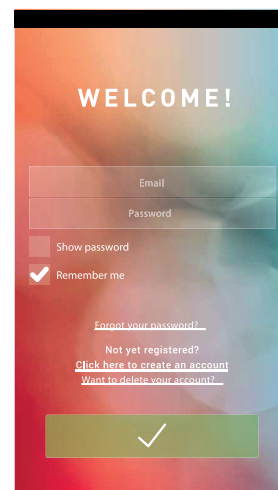 WELCOME!
Email
Password
Show password
Remember me
Forgot your password?
Not yet registered?
Click here to create an account
Want to delete your account?